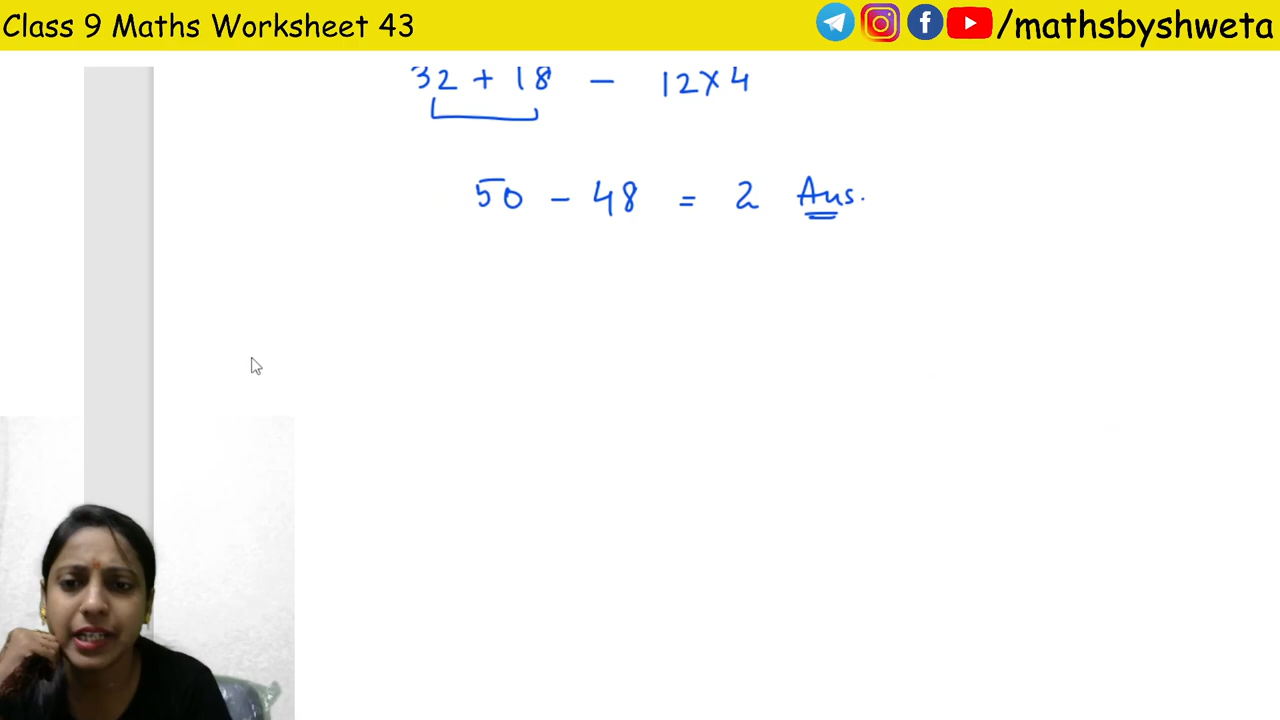 Class 9 Maths Worksheet 43
/mathsbyshweta
32 + 18 - 12×4
50 - 48 = 2 Ans.